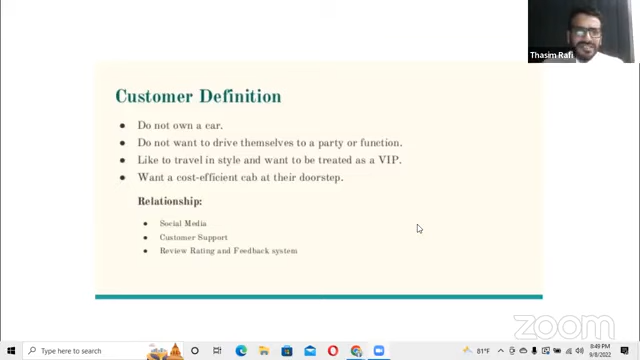 Thasim Rafi
Customer Definition
Do not own a car.
Do not want to drive themselves to a party or function.
Like to travel in style and want to be treated as a VIP.
Want a cost-efficient cab at their doorstep.
Relationship:
Social Media
Customer Support
Review Rating and Feedback system
zoom
Type here to search
81°F
8:49 PM
9/8/2022